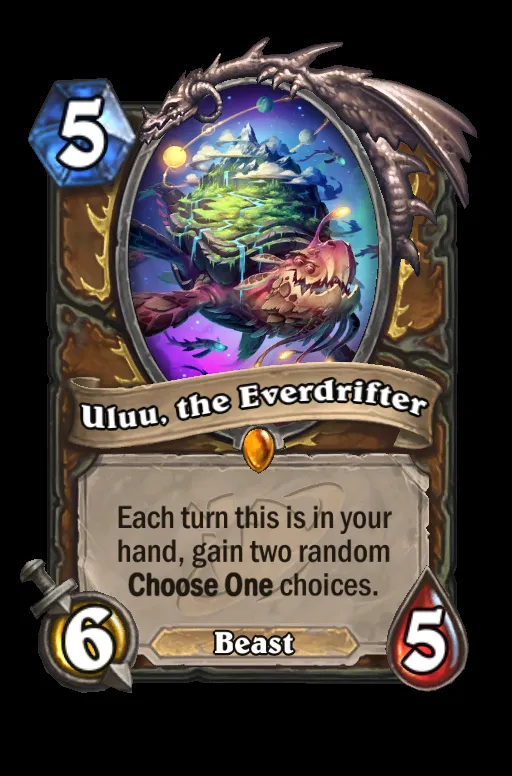 5
Uluu, the Everdrifter
Each turn this is in your
hand, gain two random
Choose One choices.
6
Beast
5